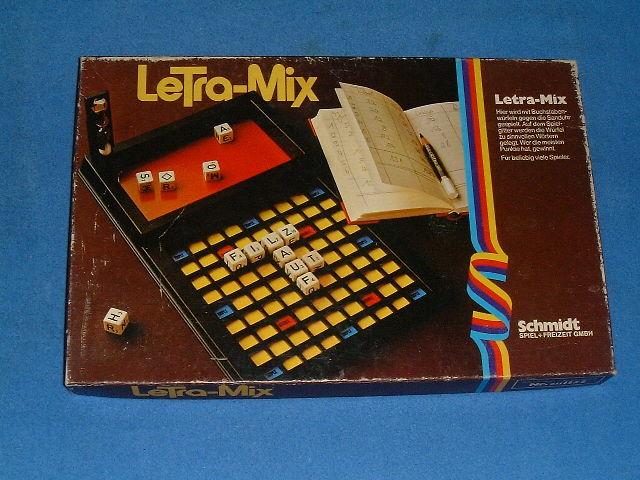 LeTra-Mix
Letra-Mix
Hier wird mit Buchstaben-
würfeln gegen die Sanduhr
gespielt. Auf dem Spiel-
gitter werden die Würfel
zu sinnvollen Wörtern
gelegt. Wer die meisten
Punkte hat, gewinnt.
Für beliebig viele Spieler.
A
S
O
F I L Z
A
U T
F
H
Schmidt
SPIEL+FREIZEIT GMBH
LeTra-Mix